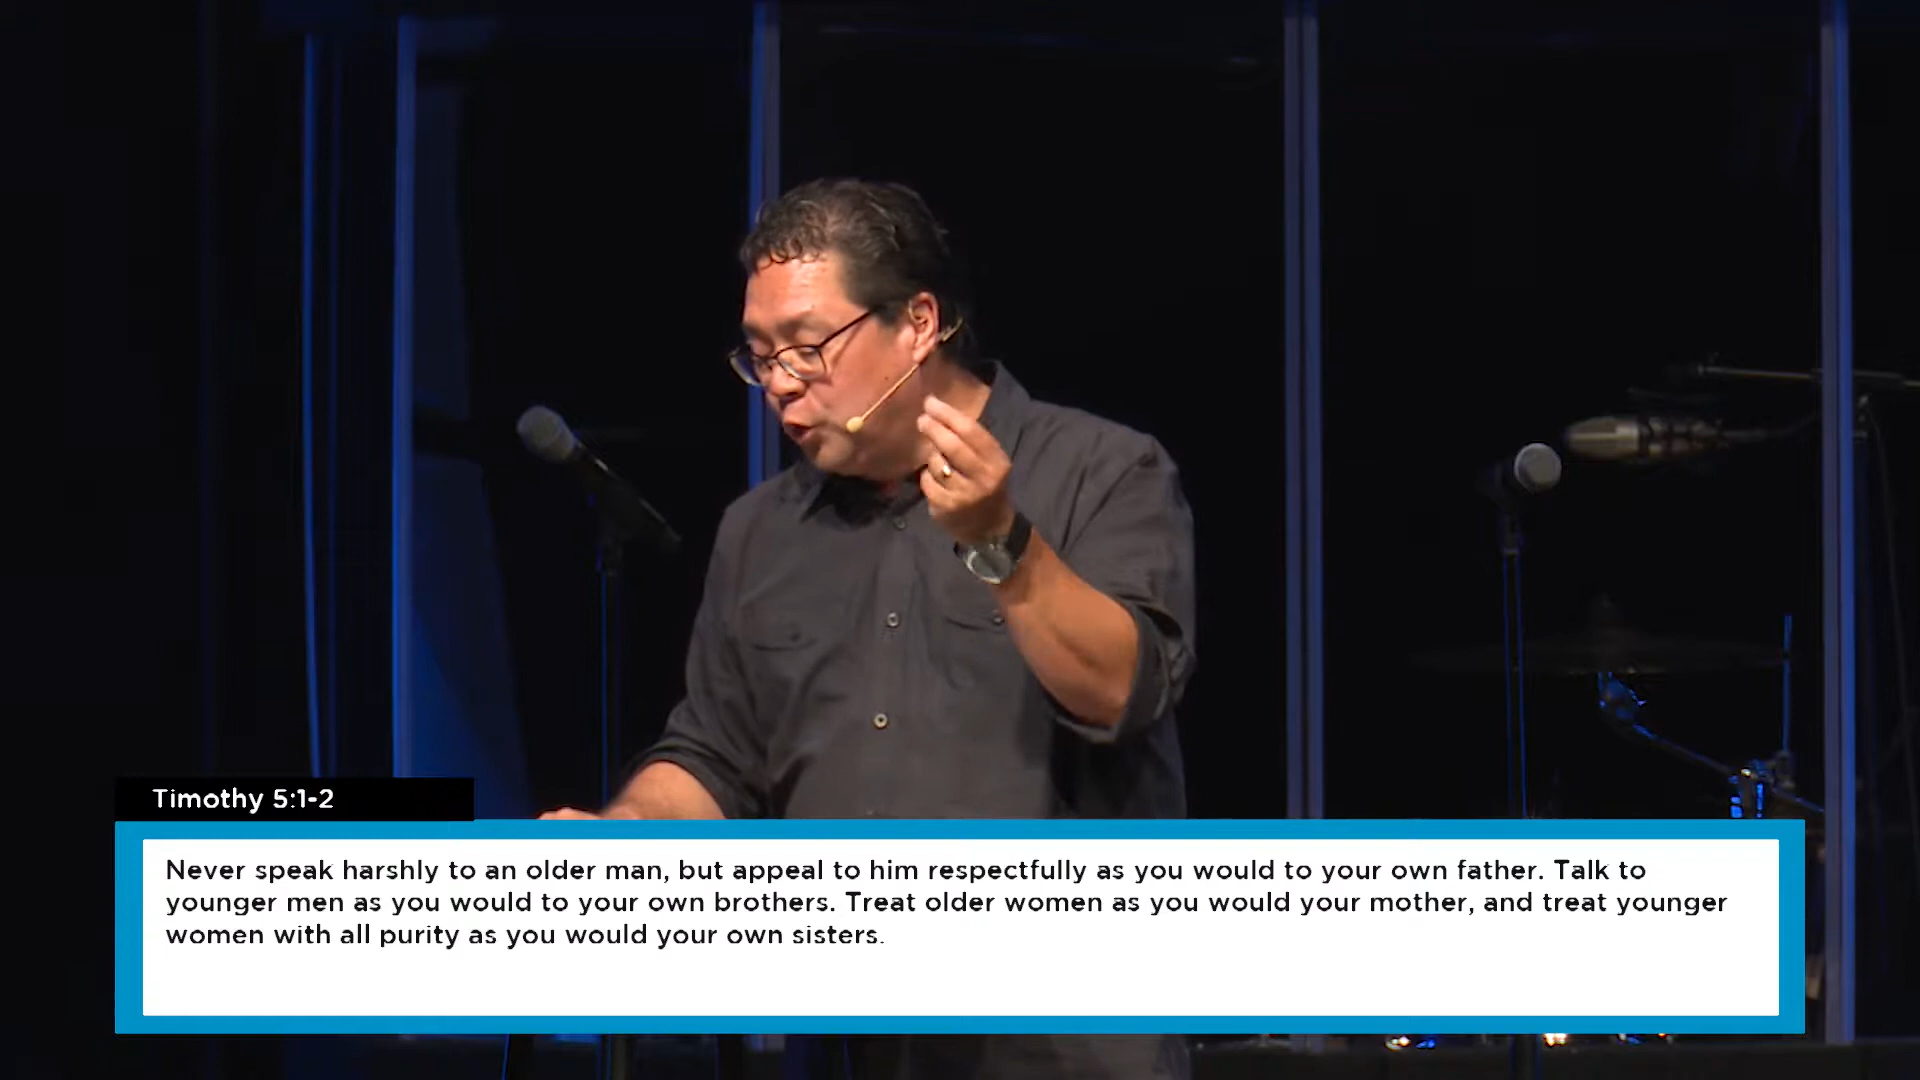 Timothy 5:1-2
Never speak harshly to an older man, but appeal to him respectfully as you would to your own father. Talk to
younger men as you would to your own brothers. Treat older women as you would your mother, and treat younger
women with all purity as you would your own sisters.